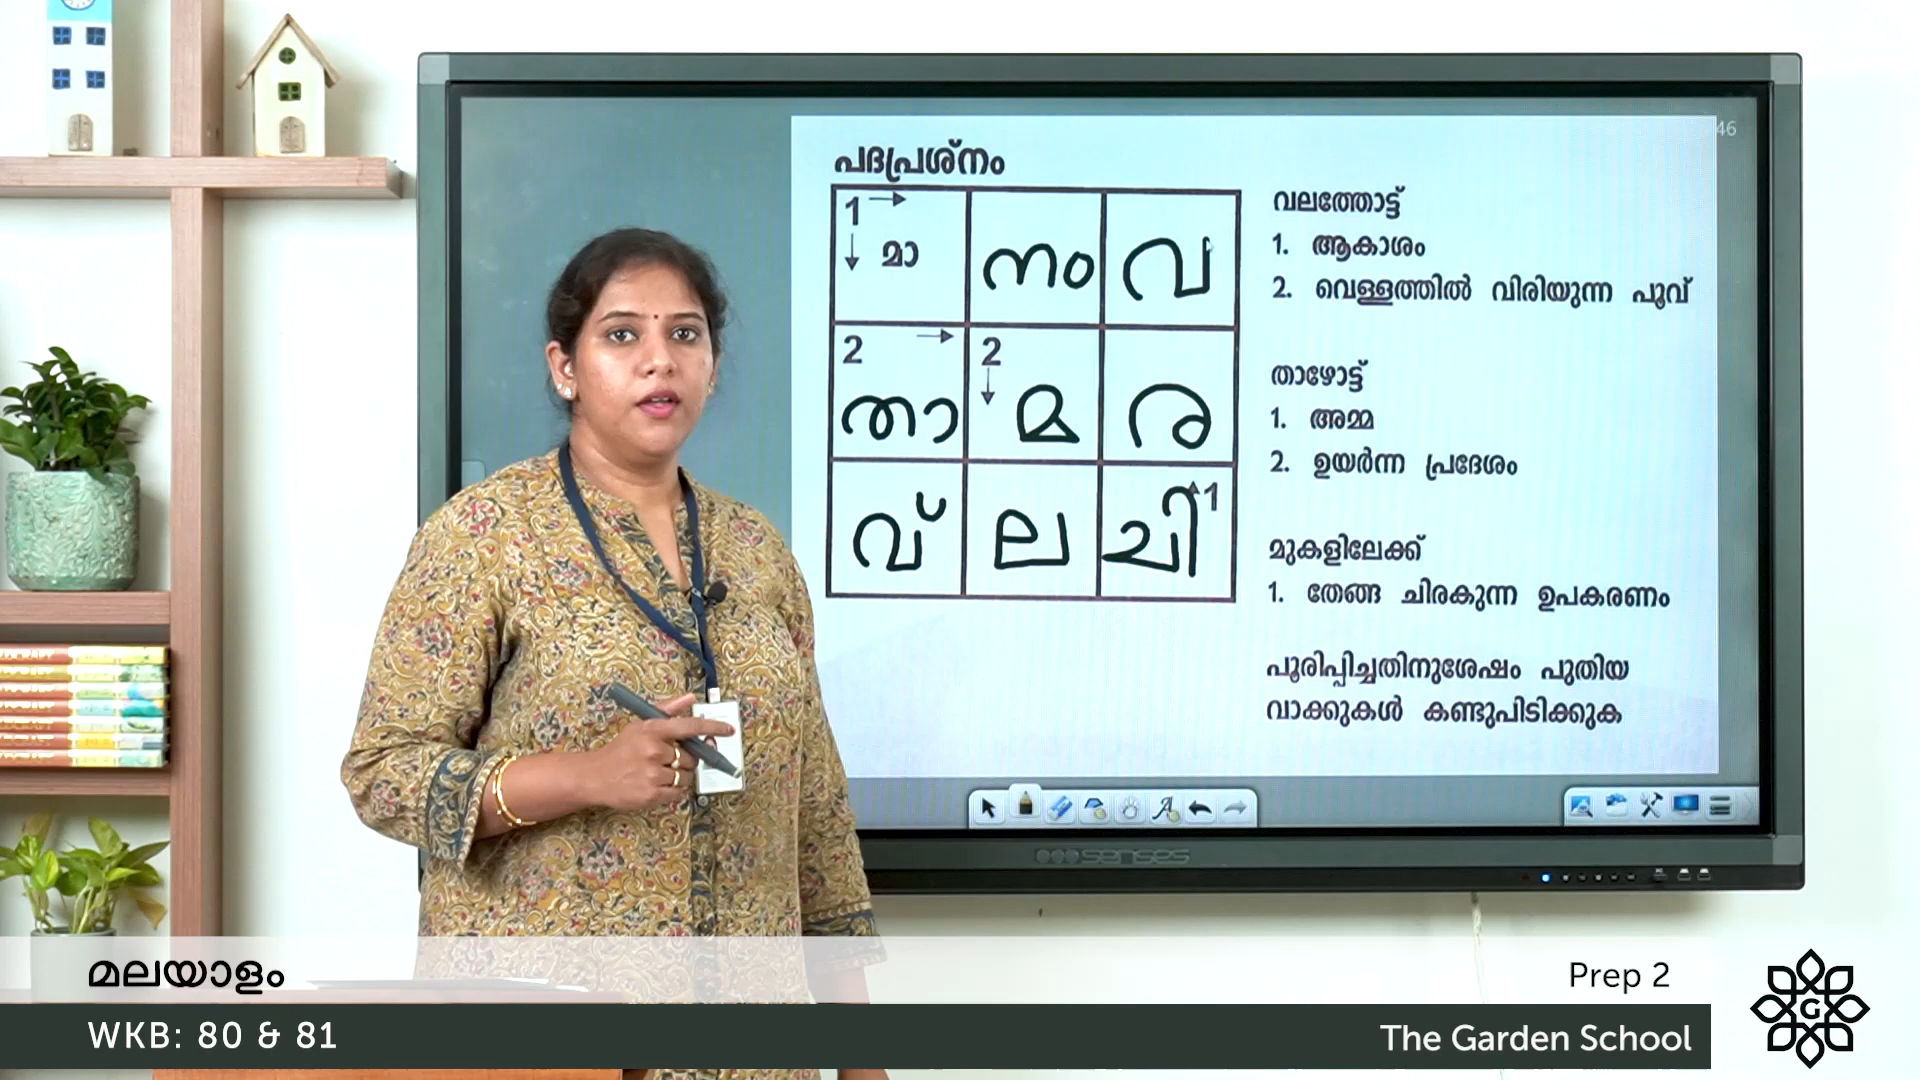 46
പദപ്രശ്നം
1 മാ നം വ
2 താ 2 മ ര
വ് ല ചി 1
വലത്തോട്ട്
1. ആകാശം
2. വെള്ളത്തിൽ വിരിയുന്ന പൂവ്
താഴോട്ട്
1. അമ്മ
2. ഉയർന്ന പ്രദേശം
മുകളിലേക്ക്
1. തേങ്ങ ചിരകുന്ന ഉപകരണം
പൂരിപ്പിച്ചതിനുശേഷം പുതിയ
വാക്കുകൾ കണ്ടുപിടിക്കുക
senses
മലയാളം
Prep 2
WKB: 80 & 81
The Garden School
G